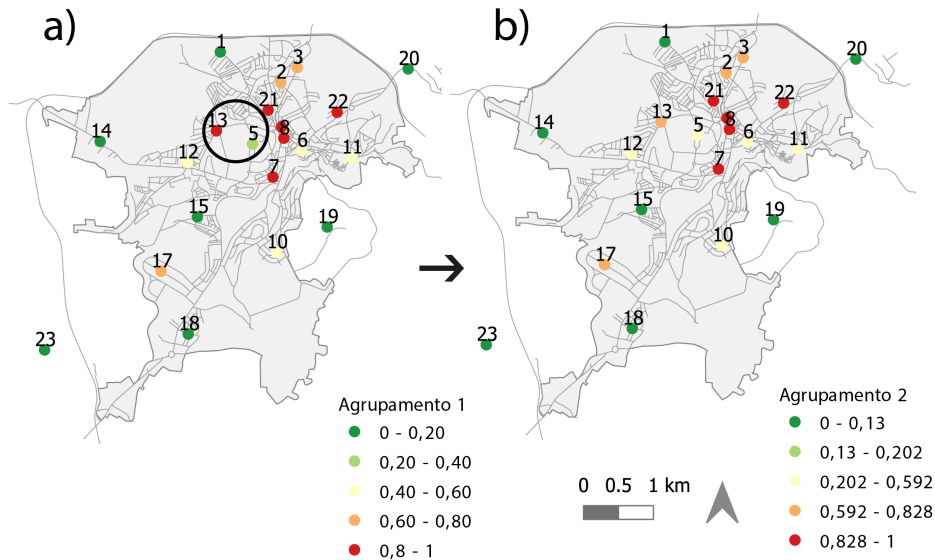 a)
1
3
2
20
21
22
13
5
8
6
14
11
12
7
15
19
10
17
18
23
Agrupamento 1
0 - 0,20
0,20 - 0,40
0,40 - 0,60
0,60 - 0,80
0,8 - 1
b)
1
3
2
20
21
22
13
5
8
6
14
11
12
7
15
19
10
17
18
23
0 0.5 1 km
Agrupamento 2
0 - 0,13
0,13 - 0,202
0,202 - 0,592
0,592 - 0,828
0,828 - 1